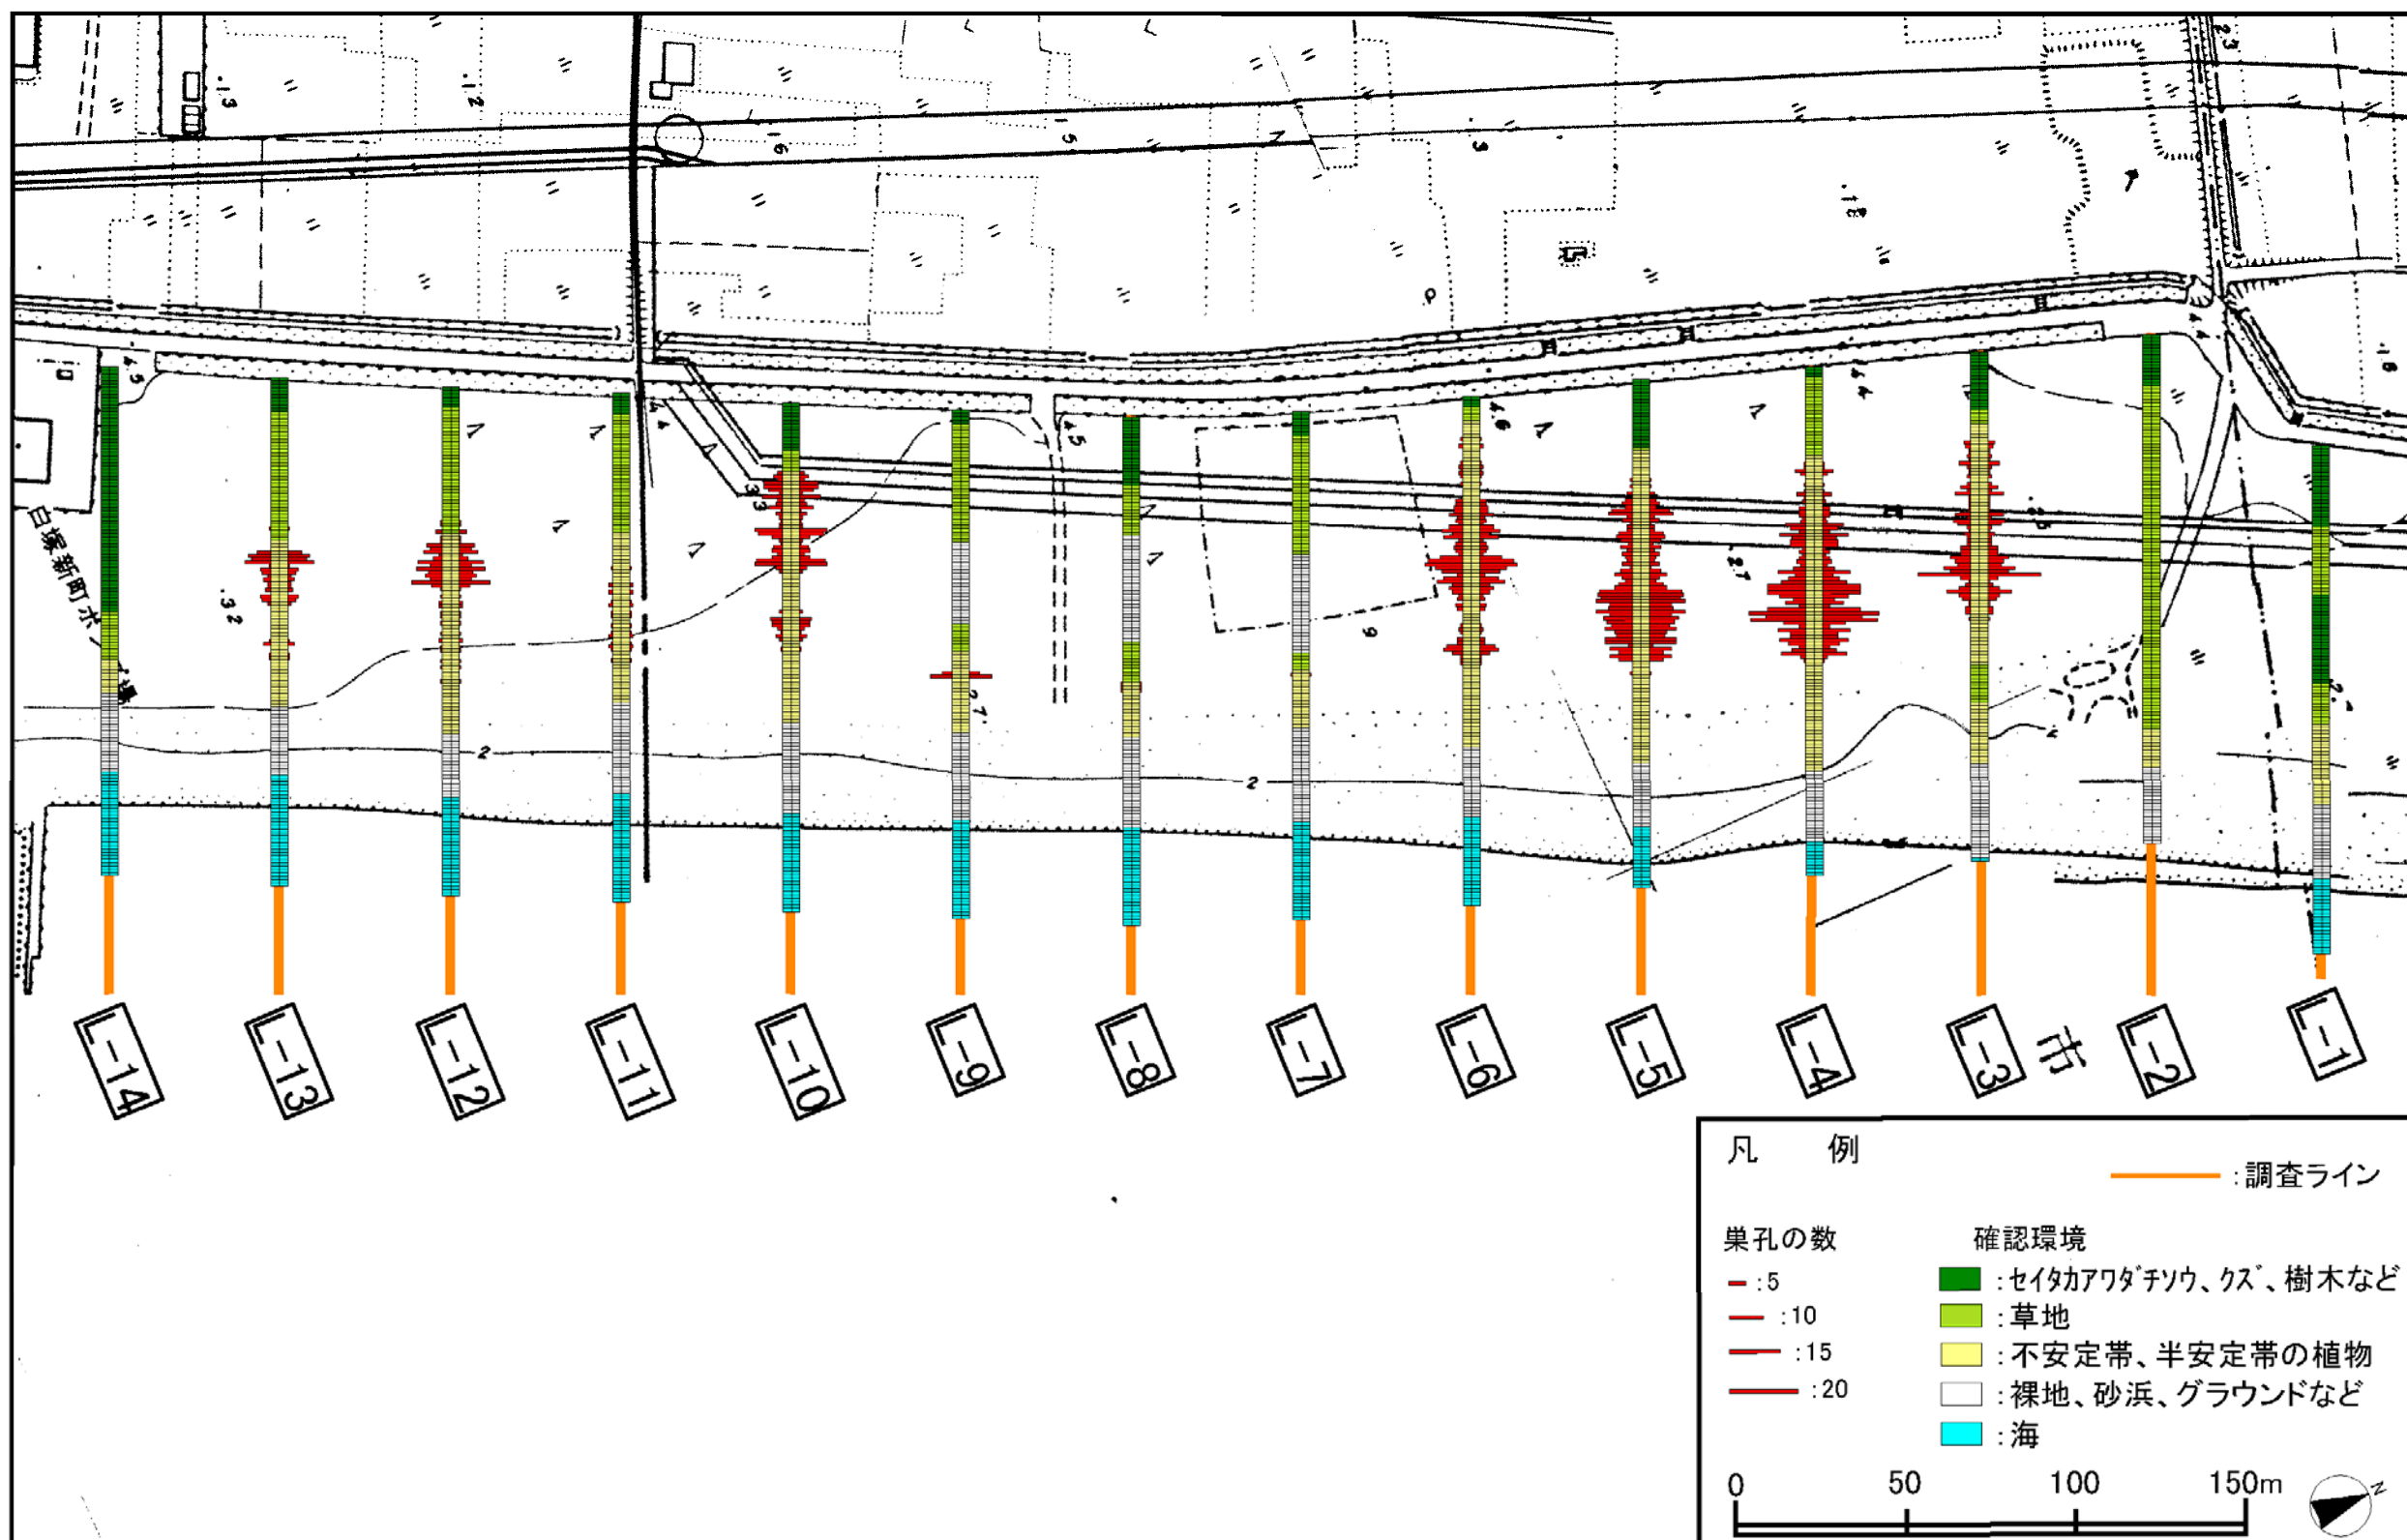 白塚新町ポンプ場
L-14
L-13
L-12
L-11
L-10
L-9
L-8
L-7
L-6
L-5
L-4
L-3
市
L-2
L-1
凡 例
:調査ライン
巣孔の数
確認環境
:5
:10
:15
:20
:セイタカアワダチソウ、クズ、樹木など
:草地
:不安定帯、半安定帯の植物
:裸地、砂浜、グラウンドなど
:海
0 50 100 150m
N